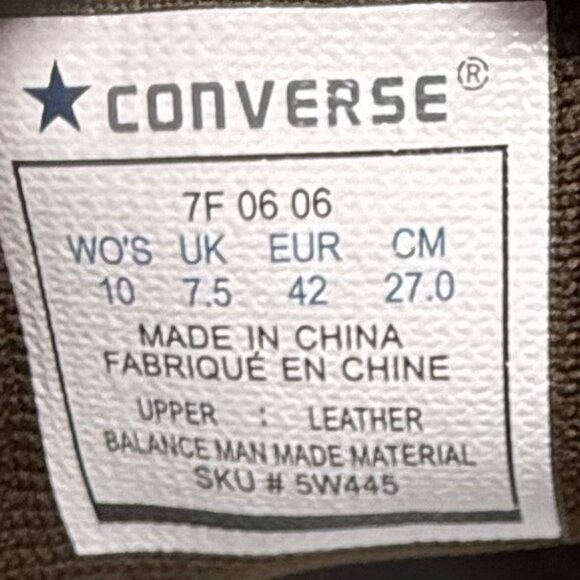 CONVERSE®
7F 06 06
WO'S UK EUR CM
10 7.5 42 27.0
MADE IN CHINA
FABRIQUÉ EN CHINE
UPPER : LEATHER
BALANCE MAN MADE MATERIAL
SKU # 5W445